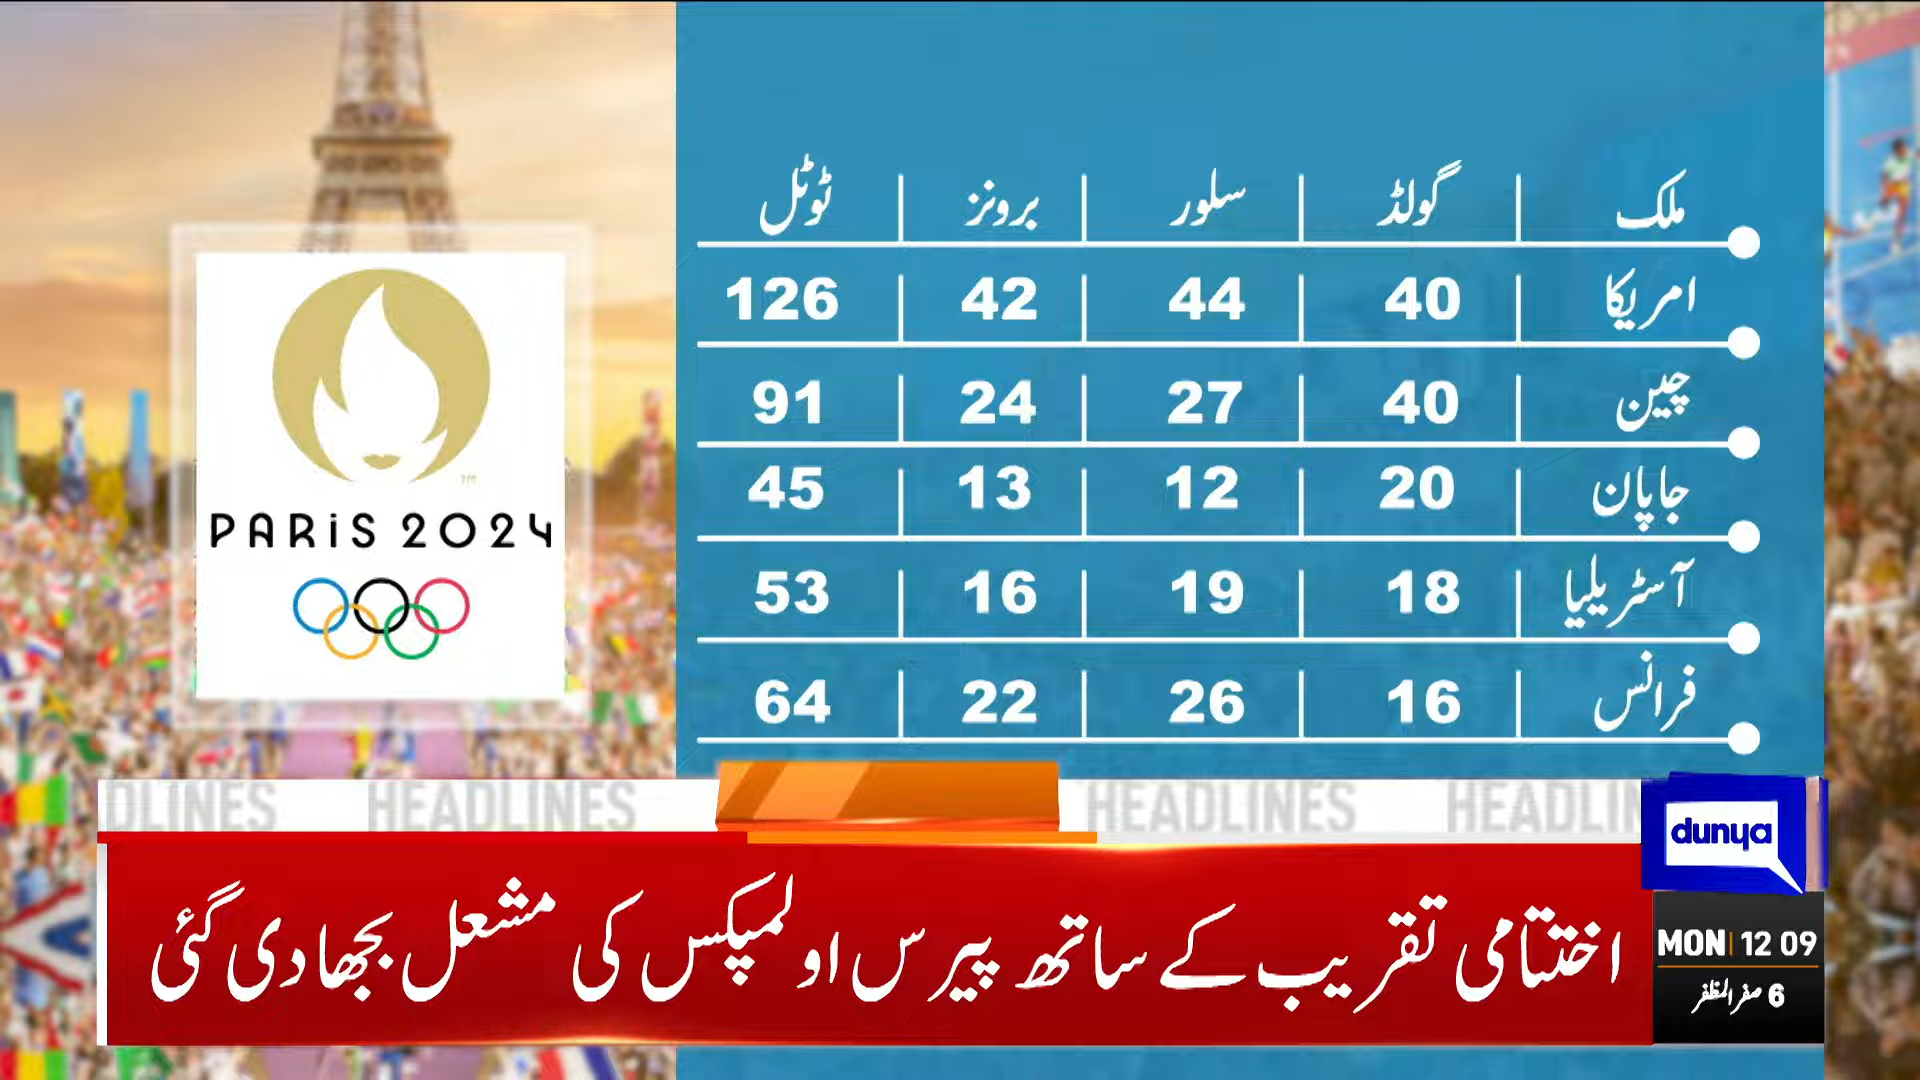 ملک گولڈ سلور برونز ٹوٹل
امریکا 40 44 42 126
چین 40 27 24 91
جاپان 20 12 13 45
آسٹریلیا 18 19 16 53
فرانس 16 26 22 64
PARIS 2024
DLINES HEADLINES HEADLINES HEADLIN
dunya
اختتامی تقریب کے ساتھ پیرس اولمپکس کی مشعل بجھا دی گئی
MON 12 09
6 صفر المظفر